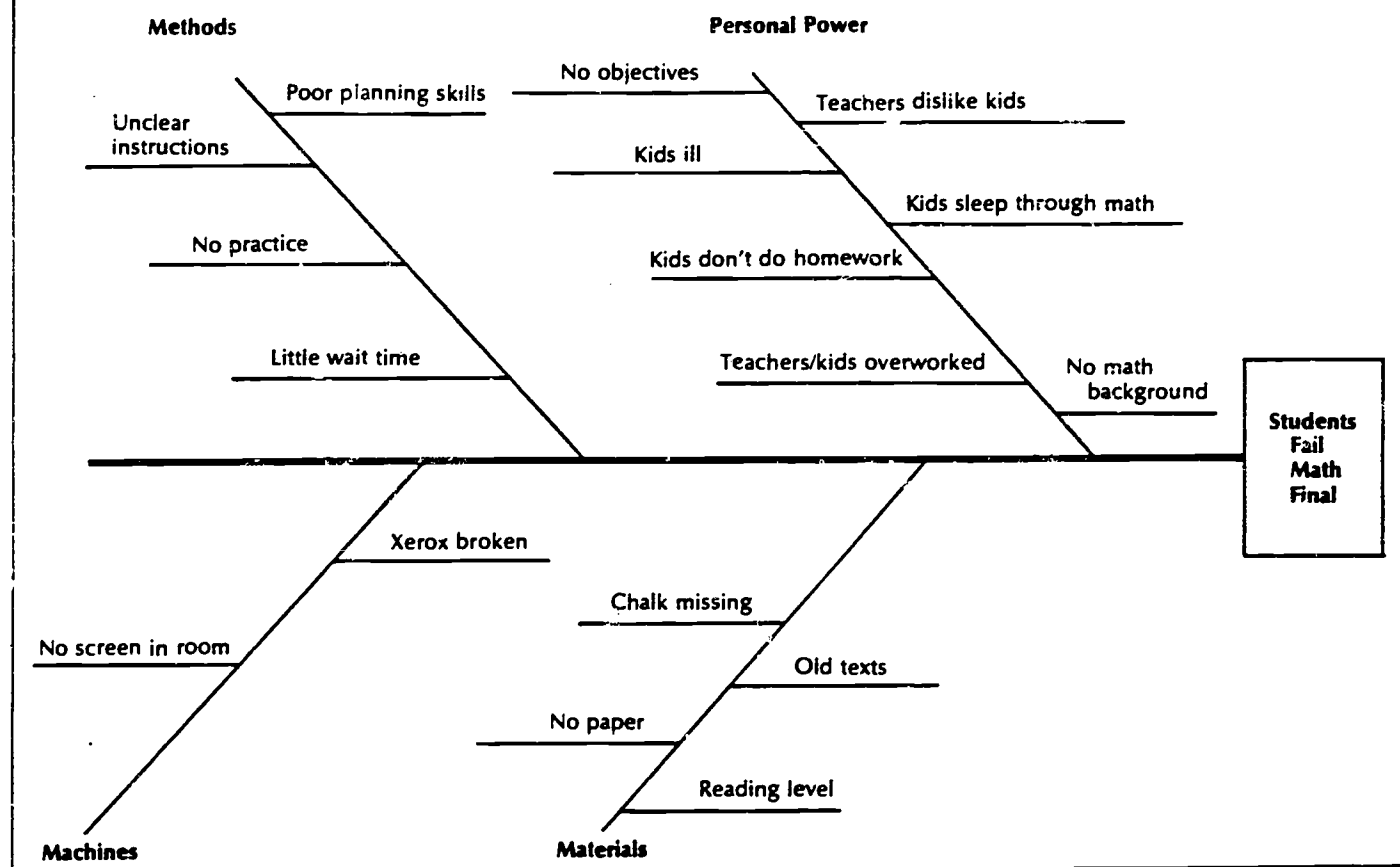 Methods
Personal Power
Poor planning skills
Unclear
instructions
No practice
Little wait time
No objectives
Teachers dislike kids
Kids ill
Kids sleep through math
Kids don't do homework
Teachers/kids overworked
No math
background
Students
Fail
Math
Final
Xerox broken
No screen in room
Chalk missing
Old texts
No paper
Reading level
Machines
Materials